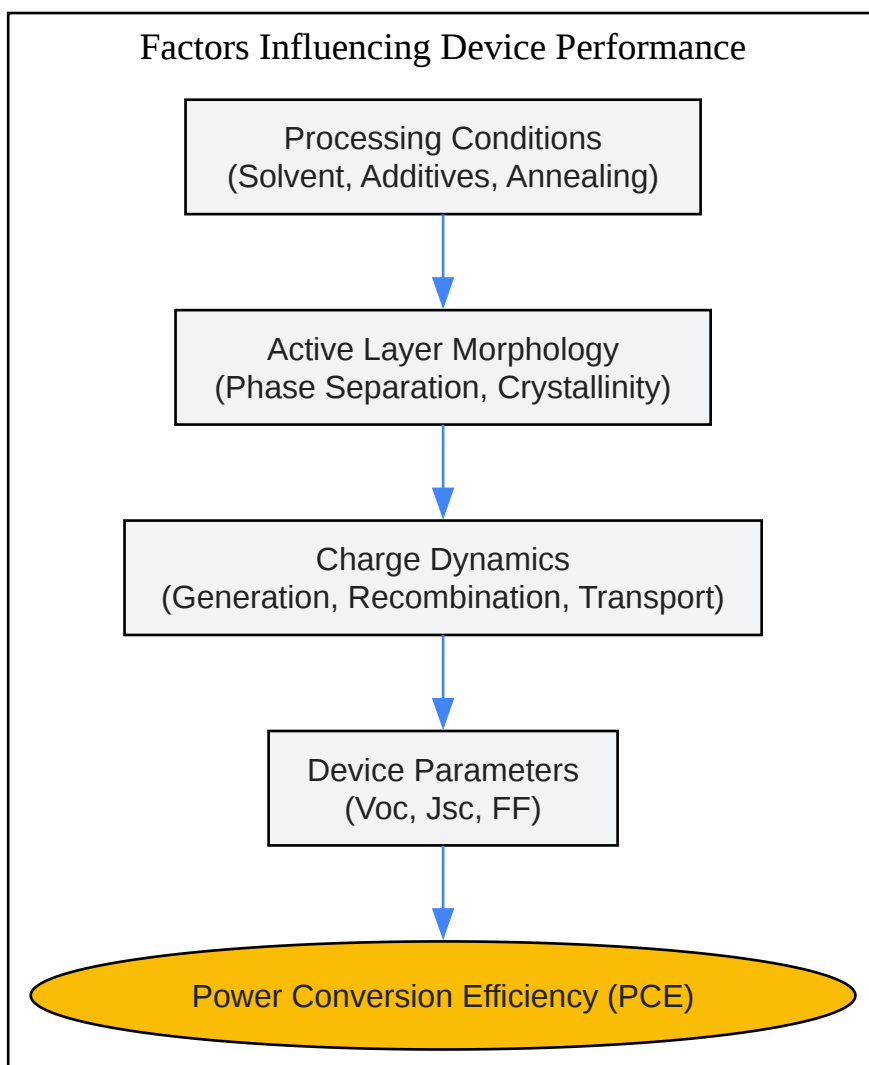 Factors Influencing Device Performance
Processing Conditions
(Solvent, Additives, Annealing)
Active Layer Morphology
(Phase Separation, Crystallinity)
Charge Dynamics
(Generation, Recombination, Transport)
Device Parameters
(Voc, Jsc, FF)
Power Conversion Efficiency (PCE)